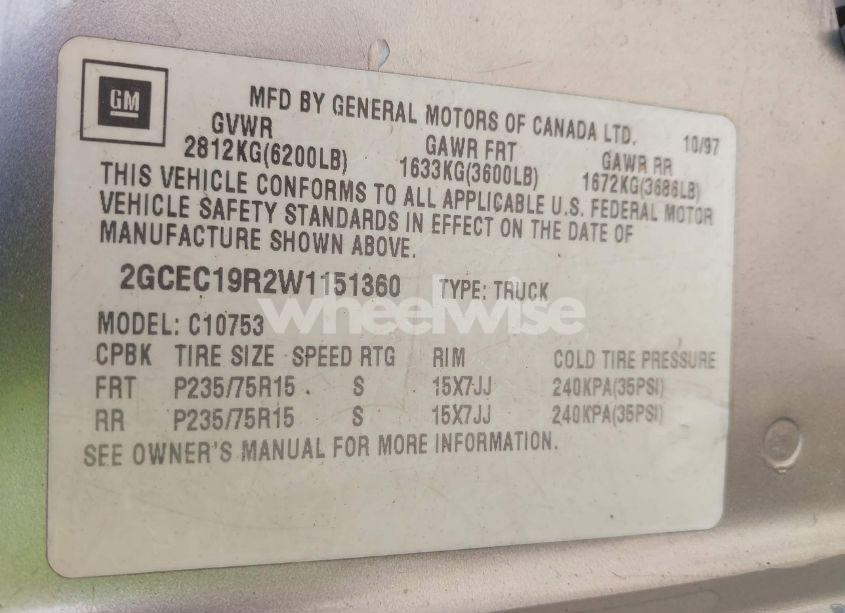 GM
MFD BY GENERAL MOTORS OF CANADA LTD. 10/97
GVWR GAWR FRT GAWR RR
2812KG(6200LB) 1633KG(3600LB) 1672KG(3686LB)
THIS VEHICLE CONFORMS TO ALL APPLICABLE U.S. FEDERAL MOTOR
VEHICLE SAFETY STANDARDS IN EFFECT ON THE DATE OF
MANUFACTURE SHOWN ABOVE.
2GCEC19R2W1151360 TYPE: TRUCK
wheelwise
MODEL: C10753
CPBK TIRE SIZE SPEED RTG RIM COLD TIRE PRESSURE
FRT P235/75R15 S 15X7JJ 240KPA(35PSI)
RR P235/75R15 S 15X7JJ 240KPA(35PSI)
SEE OWNER'S MANUAL FOR MORE INFORMATION.